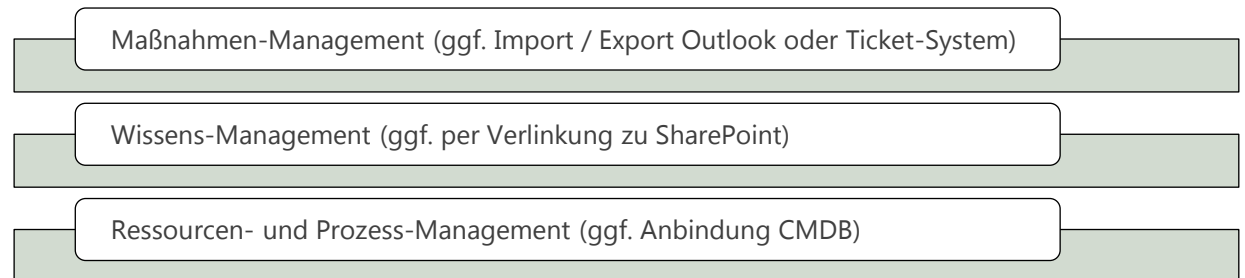 Maßnahmen-Management (ggf. Import / Export Outlook oder Ticket-System)
Wissens-Management (ggf. per Verlinkung zu SharePoint)
Ressourcen- und Prozess-Management (ggf. Anbindung CMDB)